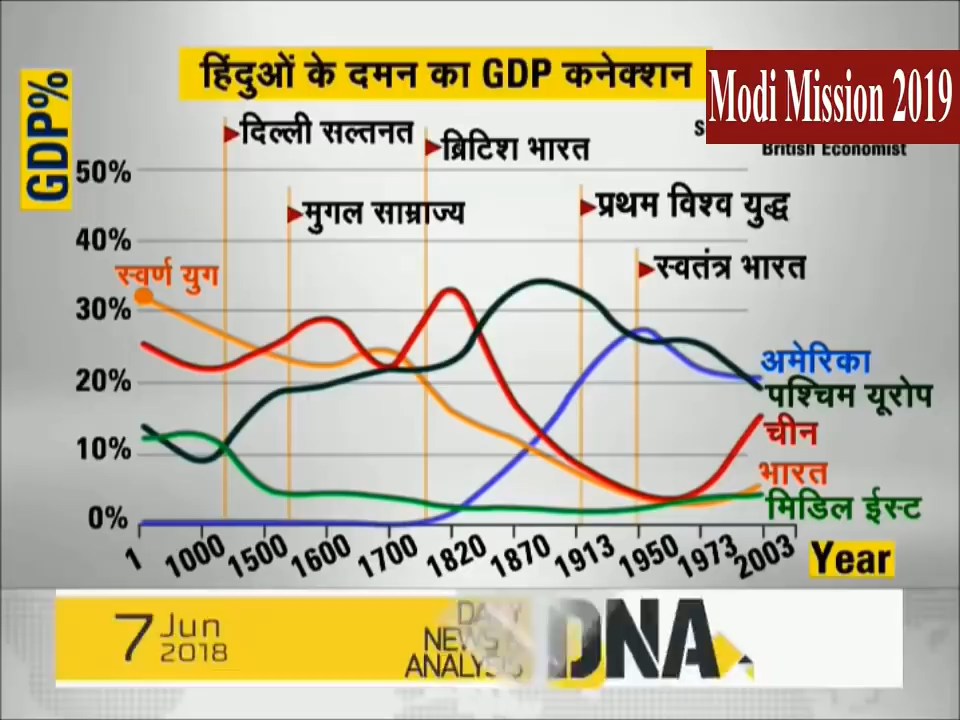 हिंदुओं के दमन का GDP कनेक्शन
Modi Mission 2019
GDP%
British Economist
दिल्ली सल्तनत
ब्रिटिश भारत
मुगल साम्राज्य
प्रथम विश्व युद्ध
स्वतंत्र भारत
स्वर्ण युग
50%
40%
30%
20%
10%
0%
अमेरिका
पश्चिम यूरोप
चीन
भारत
मिडिल ईस्ट
1 1000 1500 1600 1700 1820 1870 1913 1950 1973 2003
Year
7 Jun 2018
DAILY
NEWS &
ANALYSIS
DNA